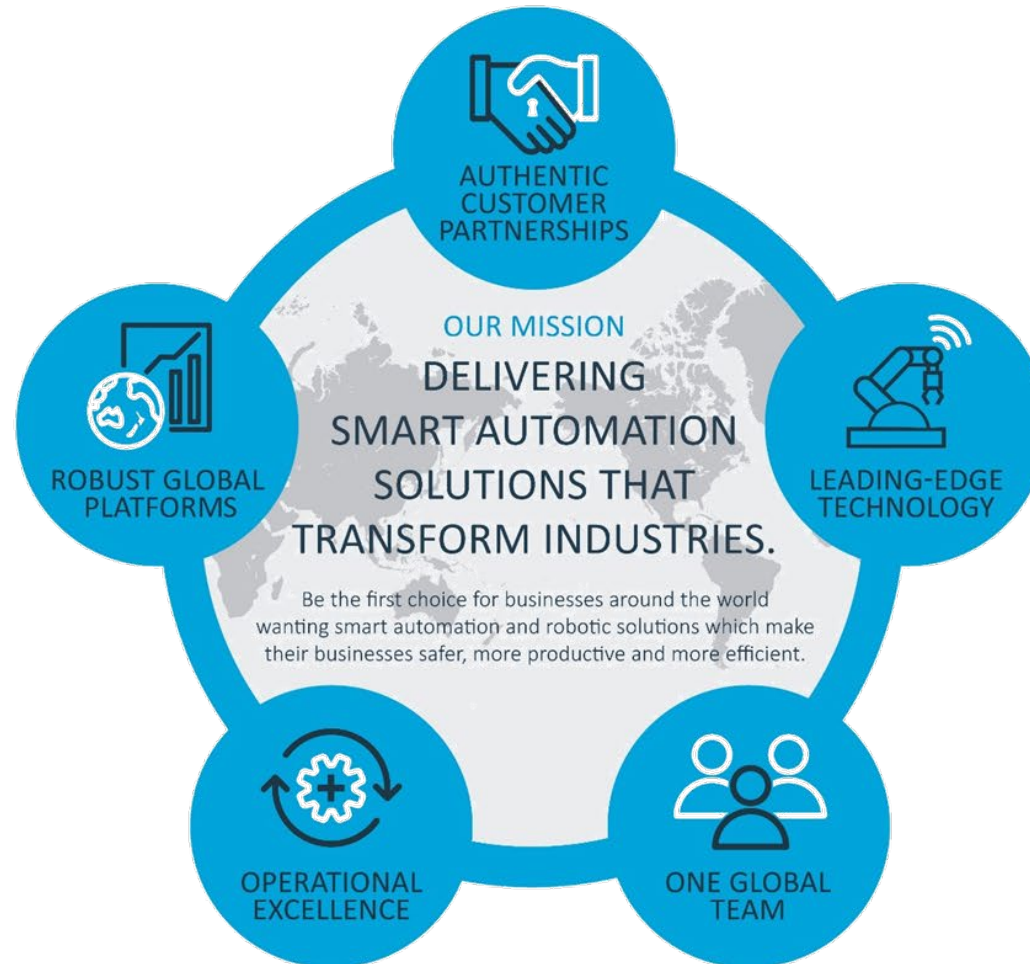 AUTHENTIC
CUSTOMER
PARTNERSHIPS
OUR MISSION
DELIVERING
SMART AUTOMATION
SOLUTIONS THAT
TRANSFORM INDUSTRIES.
Be the first choice for businesses around the world
wanting smart automation and robotic solutions which make
their businesses safer, more productive and more efficient.
ROBUST GLOBAL
PLATFORMS
LEADING-EDGE
TECHNOLOGY
OPERATIONAL
EXCELLENCE
ONE GLOBAL
TEAM